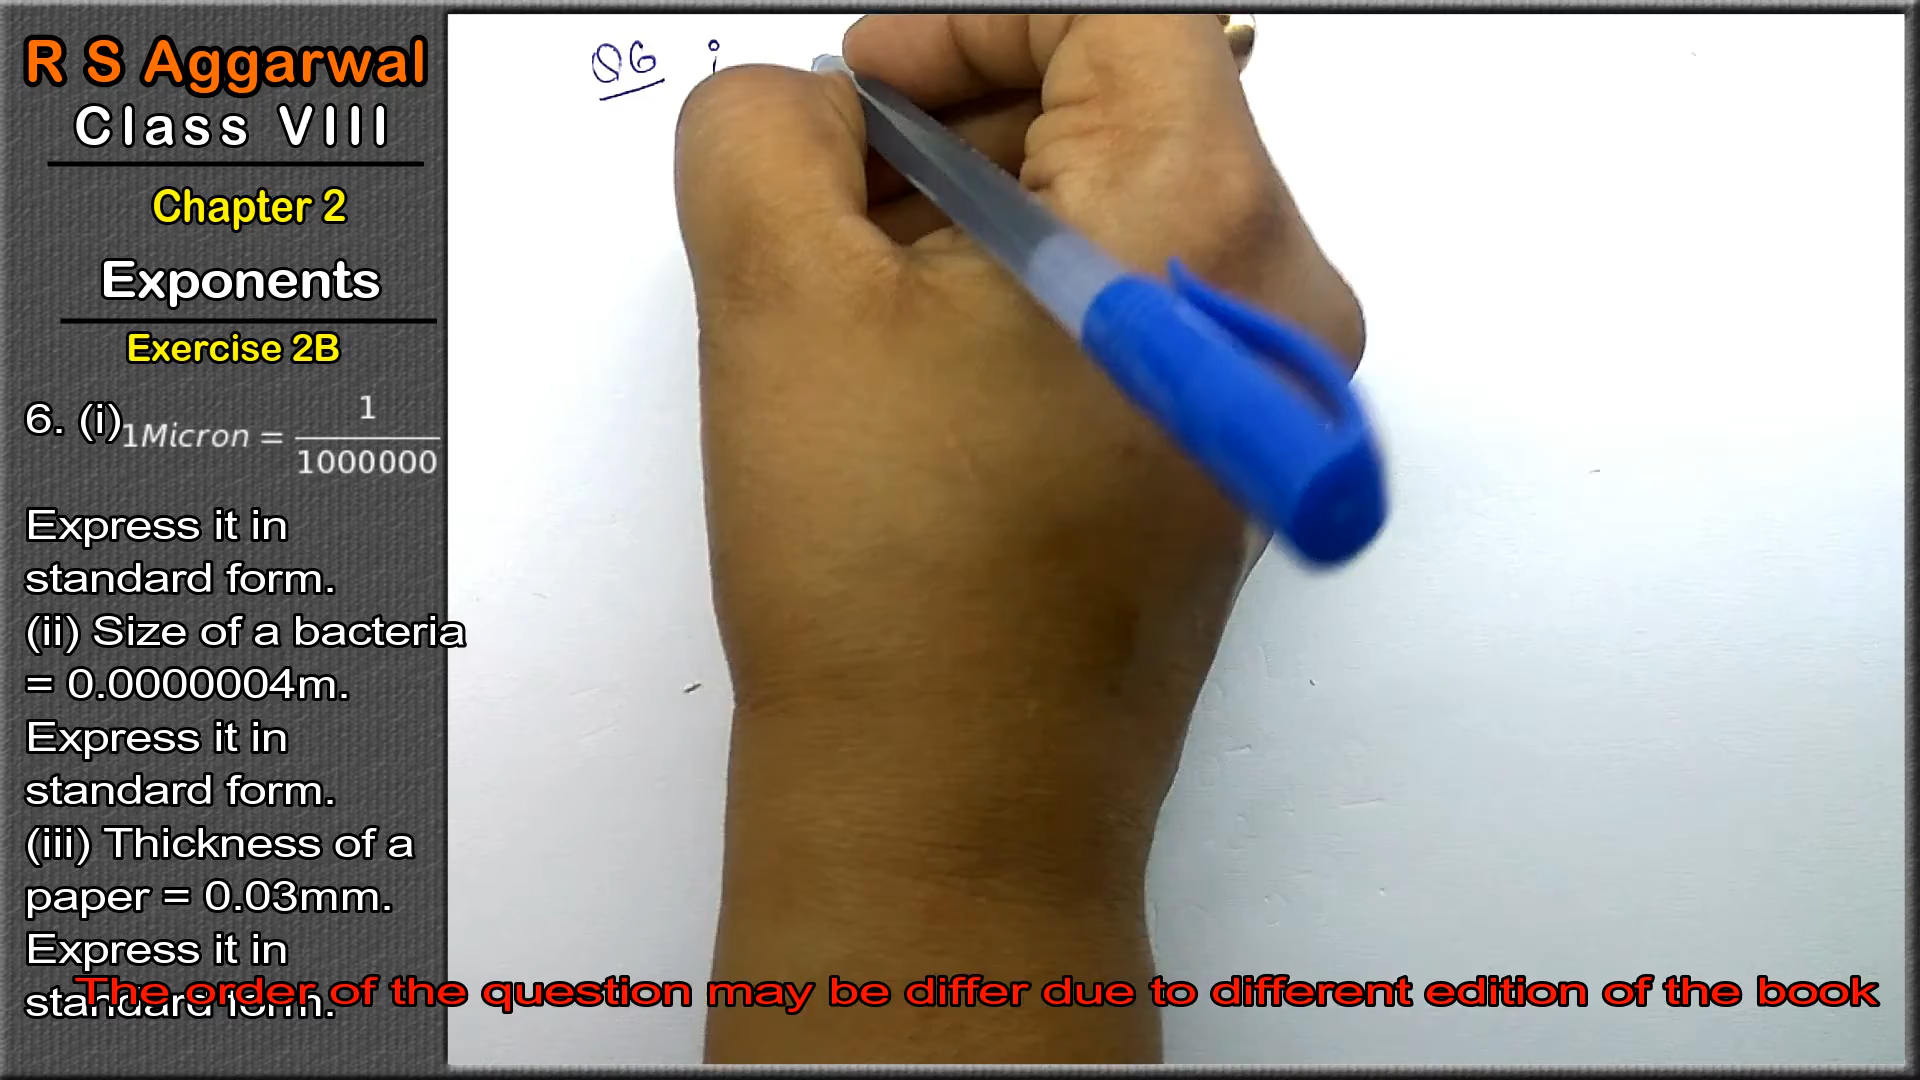 R S Aggarwal
Class VIII
Chapter 2
Exponents
Exercise 2B
6. (i) 1Micron = 1/1000000
Express it in
standard form.
(ii) Size of a bacteria
= 0.0000004m.
Express it in
standard form.
(iii) Thickness of a
paper = 0.03mm.
Express it in
standard form.
Q6 i
The order of the question may be differ due to different edition of the book